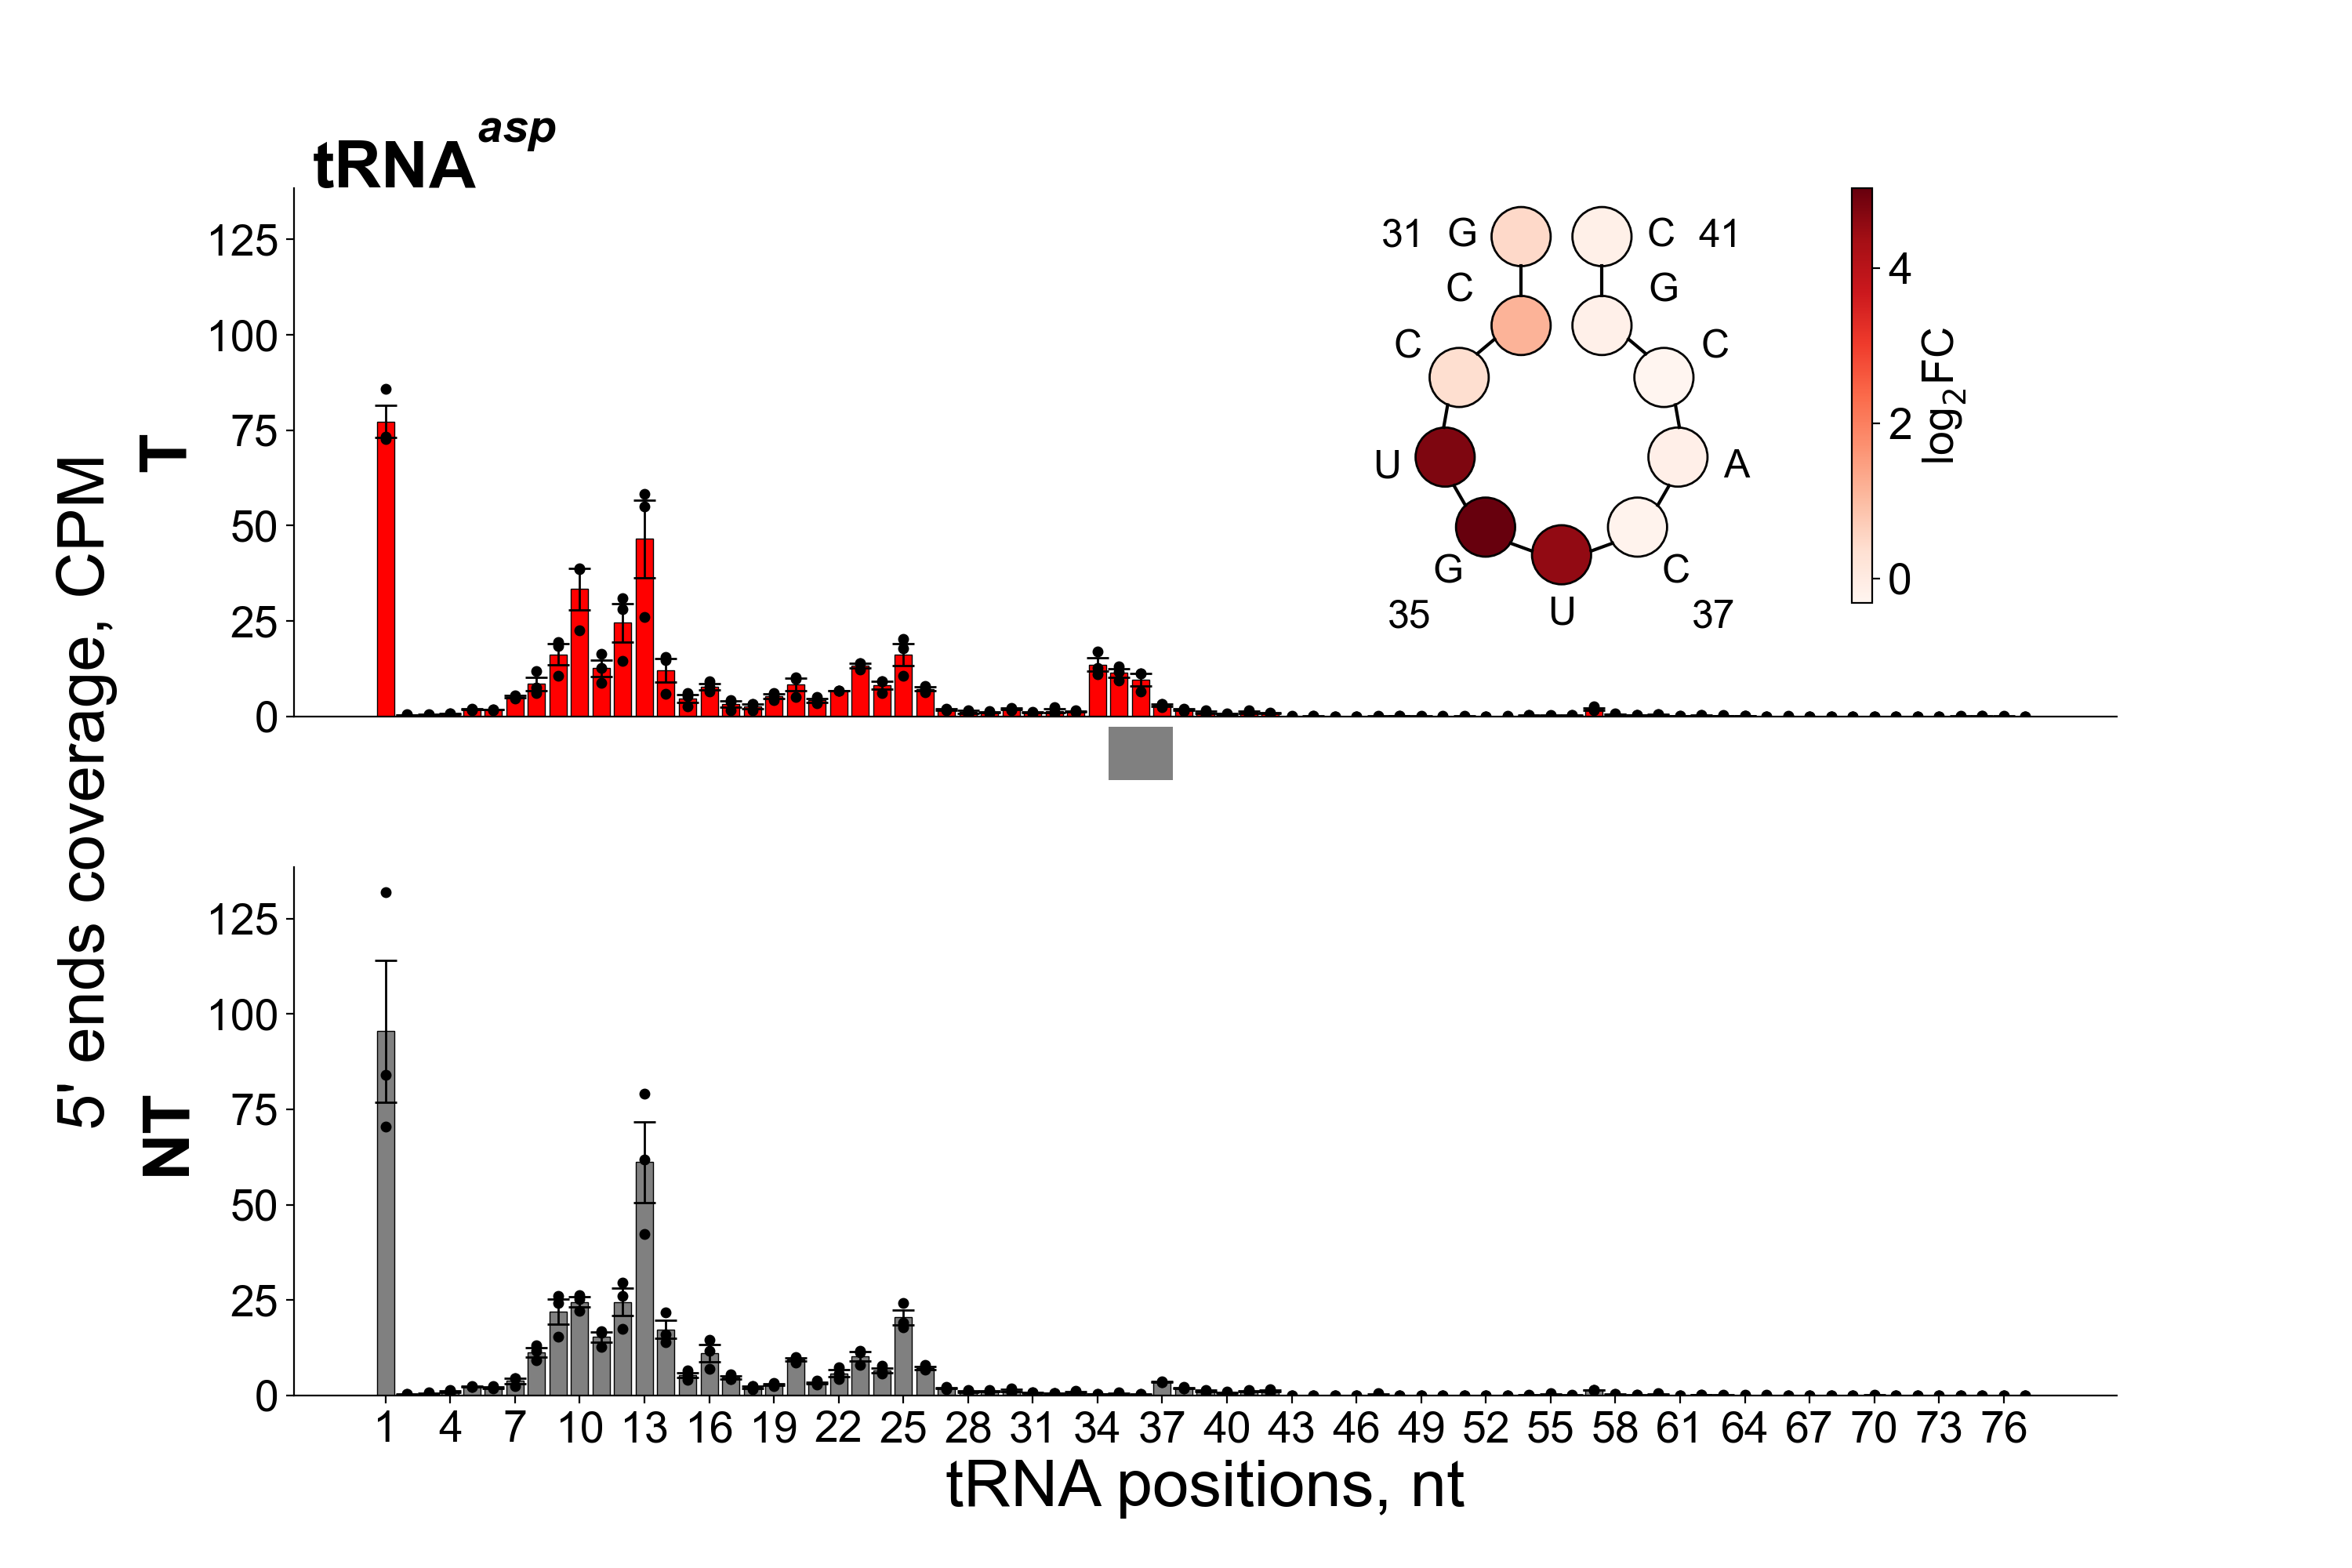 tRNA^asp
5' ends coverage, CPM
T
125
100
75
50
25
0
31 G C 41
C G
C C
U A
G C
35 U 37
4
2
0
log₂FC
NT
125
100
75
50
25
0
1 4 7 10 13 16 19 22 25 28 31 34 37 40 43 46 49 52 55 58 61 64 67 70 73 76
tRNA positions, nt